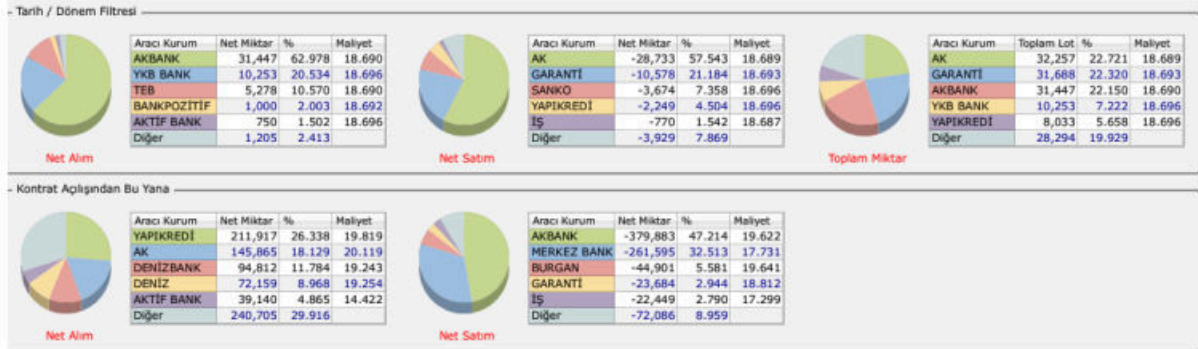 Tarih / Dönem Filtresi
Aracı Kurum Net Miktar % Maliyet
AKBANK 31,447 62.978 18.690
YKB BANK 10,253 20.534 18.696
TEB 5,278 10.570 18.690
BANKPOZİTİF 1,000 2.003 18.692
AKTİF BANK 750 1.502 18.696
Diğer 1,205 2.413
Net Alım
Aracı Kurum Net Miktar % Maliyet
AK -28,733 57.543 18.689
GARANTİ -10,578 21.184 18.693
SANKO -3,674 7.358 18.696
YAPIKREDİ -2,249 4.504 18.696
İŞ -770 1.542 18.687
Diğer -3,929 7.869
Net Satım
Aracı Kurum Toplam Lot % Maliyet
AK 32,257 22.721 18.689
GARANTİ 31,688 22.320 18.693
AKBANK 31,447 22.150 18.690
YKB BANK 10,253 7.222 18.696
YAPIKREDİ 8,033 5.658 18.696
Diğer 28,294 19.929
Toplam Miktar
Kontrat Açılışından Bu Yana
Aracı Kurum Net Miktar % Maliyet
YAPIKREDİ 211,917 26.338 19.819
AK 145,865 18.129 20.119
DENİZBANK 94,812 11.784 19.243
DENİZ 72,159 8.968 19.254
AKTİF BANK 39,140 4.865 14.422
Diğer 240,705 29.916
Net Alım
Aracı Kurum Net Miktar % Maliyet
AKBANK -379,883 47.214 19.622
MERKEZ BANK -261,595 32.513 17.731
BURGAN -44,901 5.581 19.641
GARANTİ -23,684 2.944 18.812
İŞ -22,449 2.790 17.299
Diğer -72,086 8.959
Net Satım